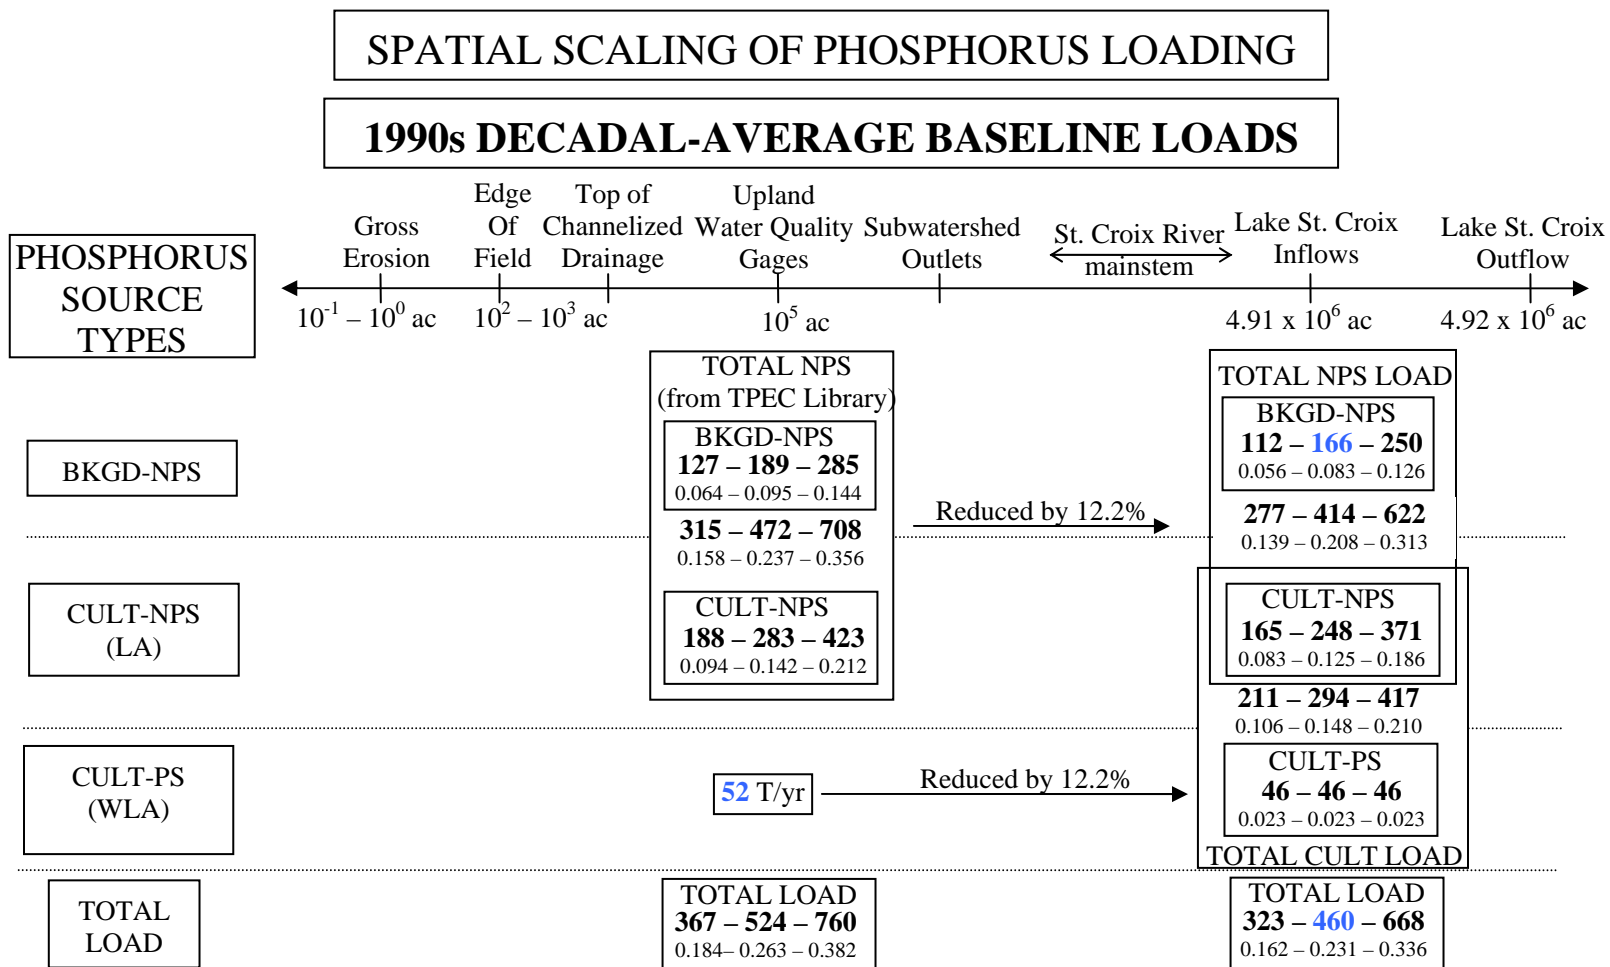 SPATIAL SCALING OF PHOSPHORUS LOADING
1990s DECADAL-AVERAGE BASELINE LOADS
PHOSPHORUS
SOURCE
TYPES
Gross
Erosion
Edge
Of
Field
Top of
Channelized
Drainage
Upland
Water Quality
Gages
Subwatershed
Outlets
St. Croix River
mainstem
Lake St. Croix
Inflows
Lake St. Croix
Outflow
10⁻¹ – 10⁰ ac
10² – 10³ ac
10⁵ ac
4.91 x 10⁶ ac
4.92 x 10⁶ ac
BKGD-NPS
TOTAL NPS
(from TPEC Library)
BKGD-NPS
127 – 189 – 285
0.064 – 0.095 – 0.144
315 – 472 – 708
0.158 – 0.237 – 0.356
CULT-NPS
188 – 283 – 423
0.094 – 0.142 – 0.212
Reduced by 12.2%
TOTAL NPS LOAD
BKGD-NPS
112 – 166 – 250
0.056 – 0.083 – 0.126
277 – 414 – 622
0.139 – 0.208 – 0.313
CULT-NPS
(LA)
CULT-NPS
165 – 248 – 371
0.083 – 0.125 – 0.186
211 – 294 – 417
0.106 – 0.148 – 0.210
CULT-PS
(WLA)
52 T/yr
Reduced by 12.2%
CULT-PS
46 – 46 – 46
0.023 – 0.023 – 0.023
TOTAL CULT LOAD
TOTAL
LOAD
TOTAL LOAD
367 – 524 – 760
0.184– 0.263 – 0.382
TOTAL LOAD
323 – 460 – 668
0.162 – 0.231 – 0.336